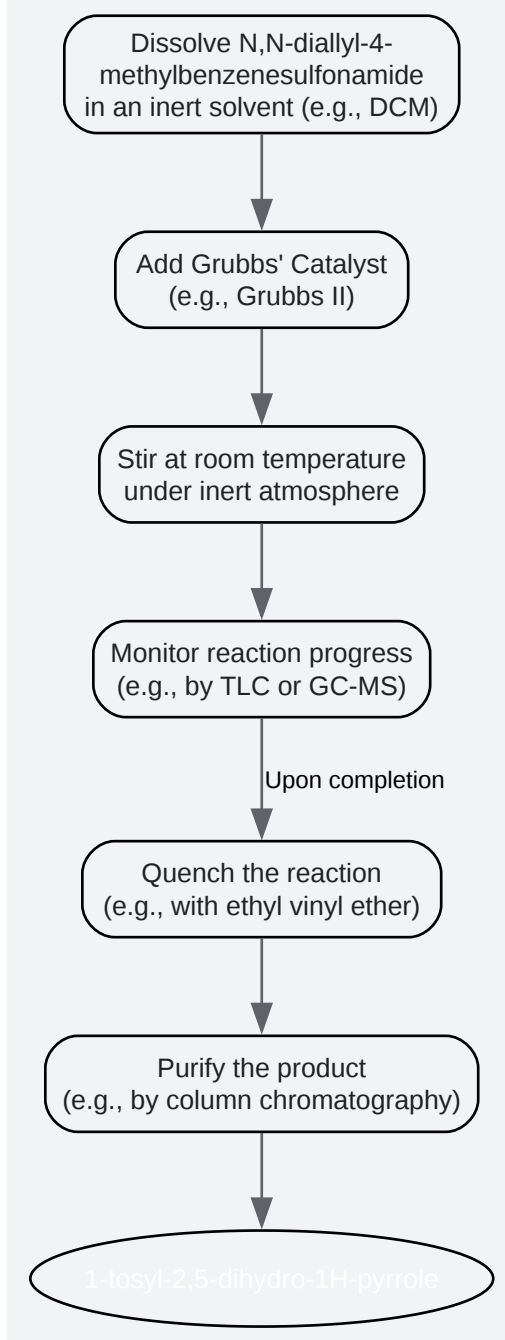 Dissolve N,N-diallyl-4-
methylbenzenesulfonamide
in an inert solvent (e.g., DCM)
Add Grubbs' Catalyst
(e.g., Grubbs II)
Stir at room temperature
under inert atmosphere
Monitor reaction progress
(e.g., by TLC or GC-MS)
Upon completion
Quench the reaction
(e.g., with ethyl vinyl ether)
Purify the product
(e.g., by column chromatography)
1-tosyl-2,5-dihydro-1H-pyrrole